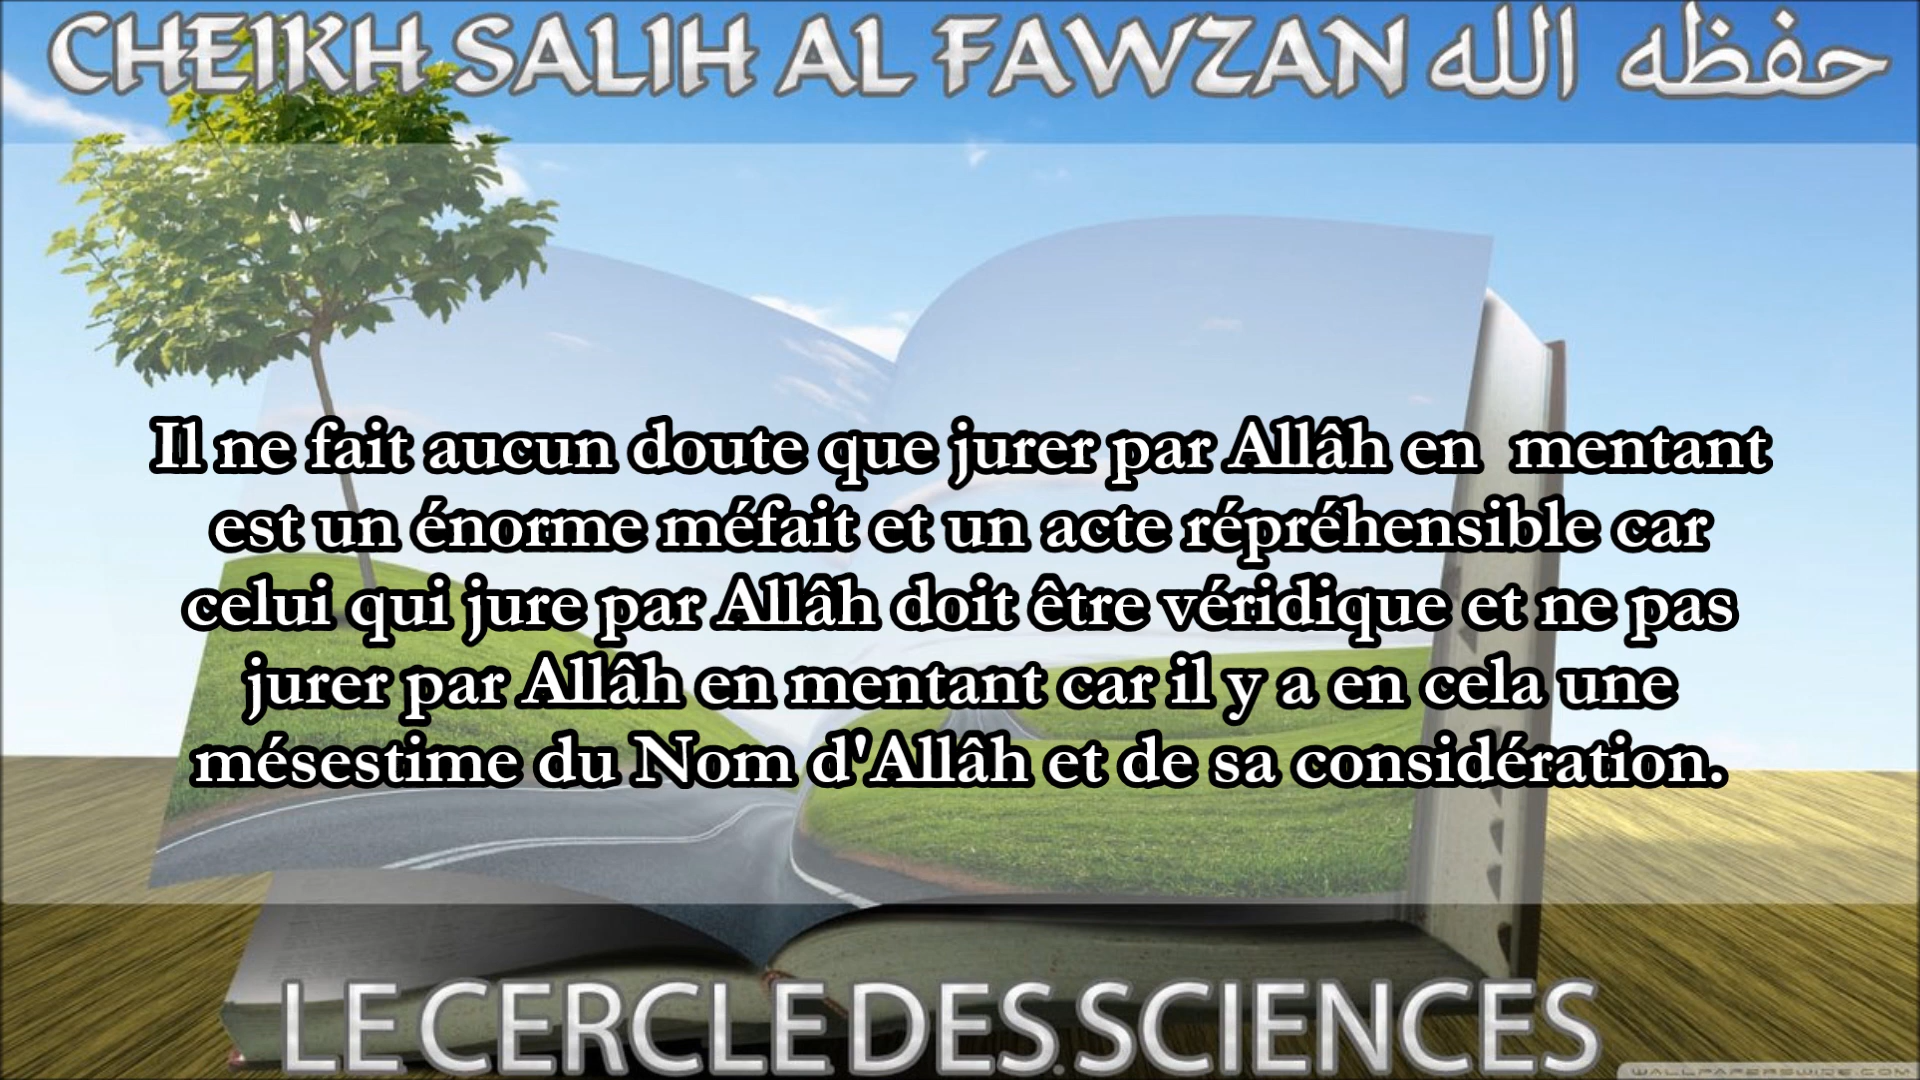 CHEIKH SALIH AL FAWZAN حفظه الله
Il ne fait aucun doute que jurer par Allâh en  mentant
est un énorme méfait et un acte répréhensible car
celui qui jure par Allâh doit être véridique et ne pas
jurer par Allâh en mentant car il y a en cela une
mésestime du Nom d'Allâh et de sa considération.
LE CERCLE DES SCIENCES
WALLPAPERSWIRE.COM